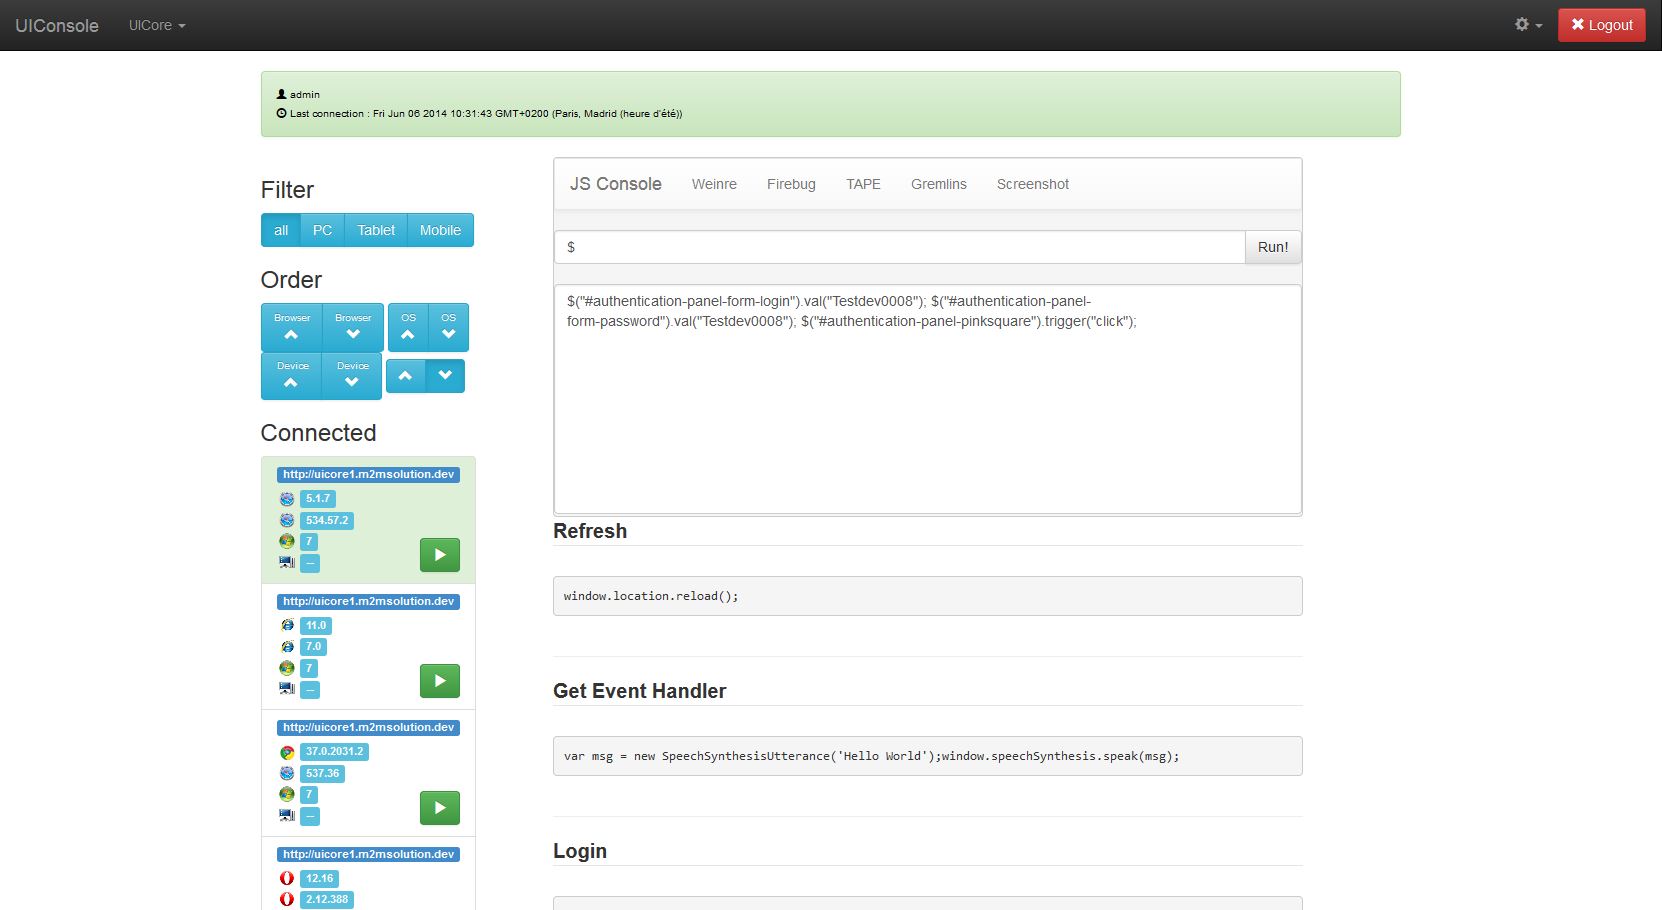 UIConsole UICore Logout
admin
Last connection : Fri Jun 06 2014 10:31:43 GMT+0200 (Paris, Madrid (heure d'été))
Filter
all PC Tablet Mobile
Order
Browser Browser OS OS
Device Device
Connected
http://uicore1.m2msolution.dev
5.1.7
534.57.2
7
--
http://uicore1.m2msolution.dev
11.0
7.0
7
--
http://uicore1.m2msolution.dev
37.0.2031.2
537.36
7
--
http://uicore1.m2msolution.dev
12.16
2.12.388
JS Console Weinre Firebug TAPE Gremlins Screenshot
$ Run!
$("#authentication-panel-form-login").val("Testdev0008"); $("#authentication-panel-
form-password").val("Testdev0008"); $("#authentication-panel-pinksquare").trigger("click");
Refresh
window.location.reload();
Get Event Handler
var msg = new SpeechSynthesisUtterance('Hello World');window.speechSynthesis.speak(msg);
Login